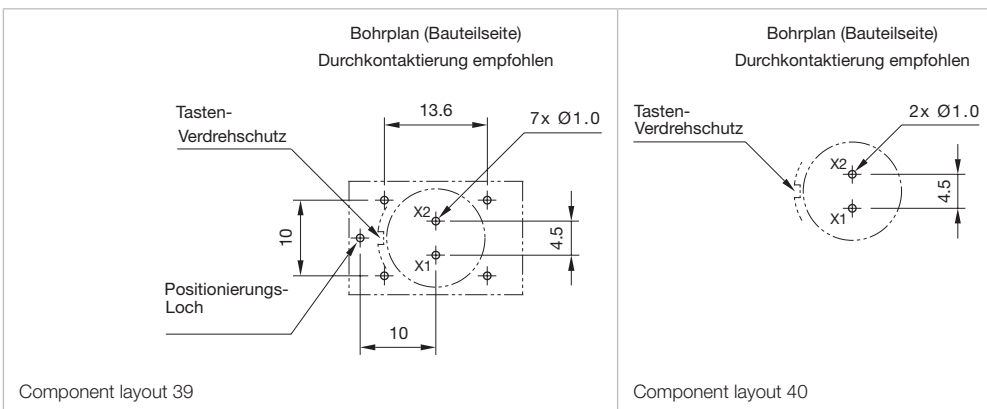 Bohrplan (Bauteilseite)
Durchkontaktierung empfohlen
Tasten-
Verdrehschutz
13.6
7x Ø1.0
X2
X1
10
4.5
Positionierungs-
Loch
10
Component layout 39
Bohrplan (Bauteilseite)
Durchkontaktierung empfohlen
Tasten-
Verdrehschutz
2x Ø1.0
X2
X1
4.5
Component layout 40